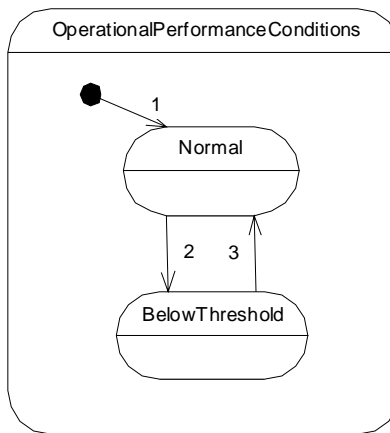 OperationalPerformanceConditions
1
Normal
2
3
BelowThreshold